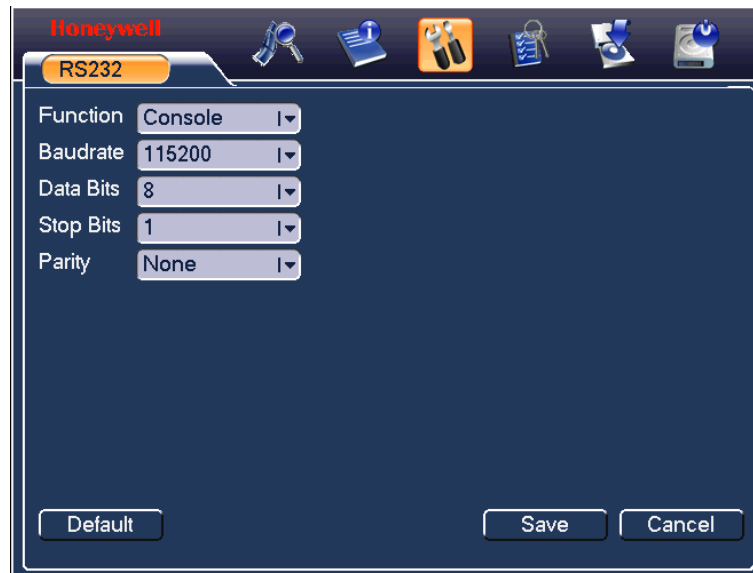 Honeywell
RS232
Function Console
Baudrate 115200
Data Bits 8
Stop Bits 1
Parity None
Default Save Cancel